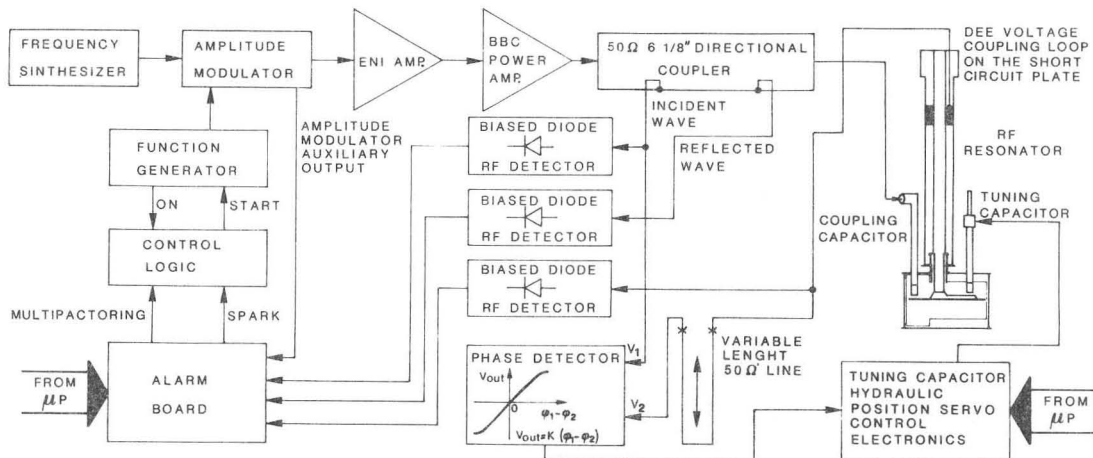 FREQUENCY
SINTHESIZER
AMPLITUDE
MODULATOR
ENI AMP.
BBC
POWER
AMP.
50Ω 6 1/8" DIRECTIONAL
COUPLER
DEE VOLTAGE
COUPLING LOOP
ON THE SHORT
CIRCUIT PLATE
INCIDENT
WAVE
REFLECTED
WAVE
AMPLITUDE
MODULATOR
AUXILIARY
OUTPUT
FUNCTION
GENERATOR
BIASED DIODE
RF DETECTOR
RF
RESONATOR
ON
START
BIASED DIODE
RF DETECTOR
TUNING
CAPACITOR
COUPLING
CAPACITOR
CONTROL
LOGIC
BIASED DIODE
RF DETECTOR
MULTIPACTORING
SPARK
VARIABLE
LENGHT
50Ω LINE
PHASE DETECTOR
V1
V2
Vout
0
φ1-φ2
Vout=K (φ1-φ2)
FROM
μP
ALARM
BOARD
TUNING CAPACITOR
HYDRAULIC
POSITION SERVO
CONTROL
ELECTRONICS
FROM
μP